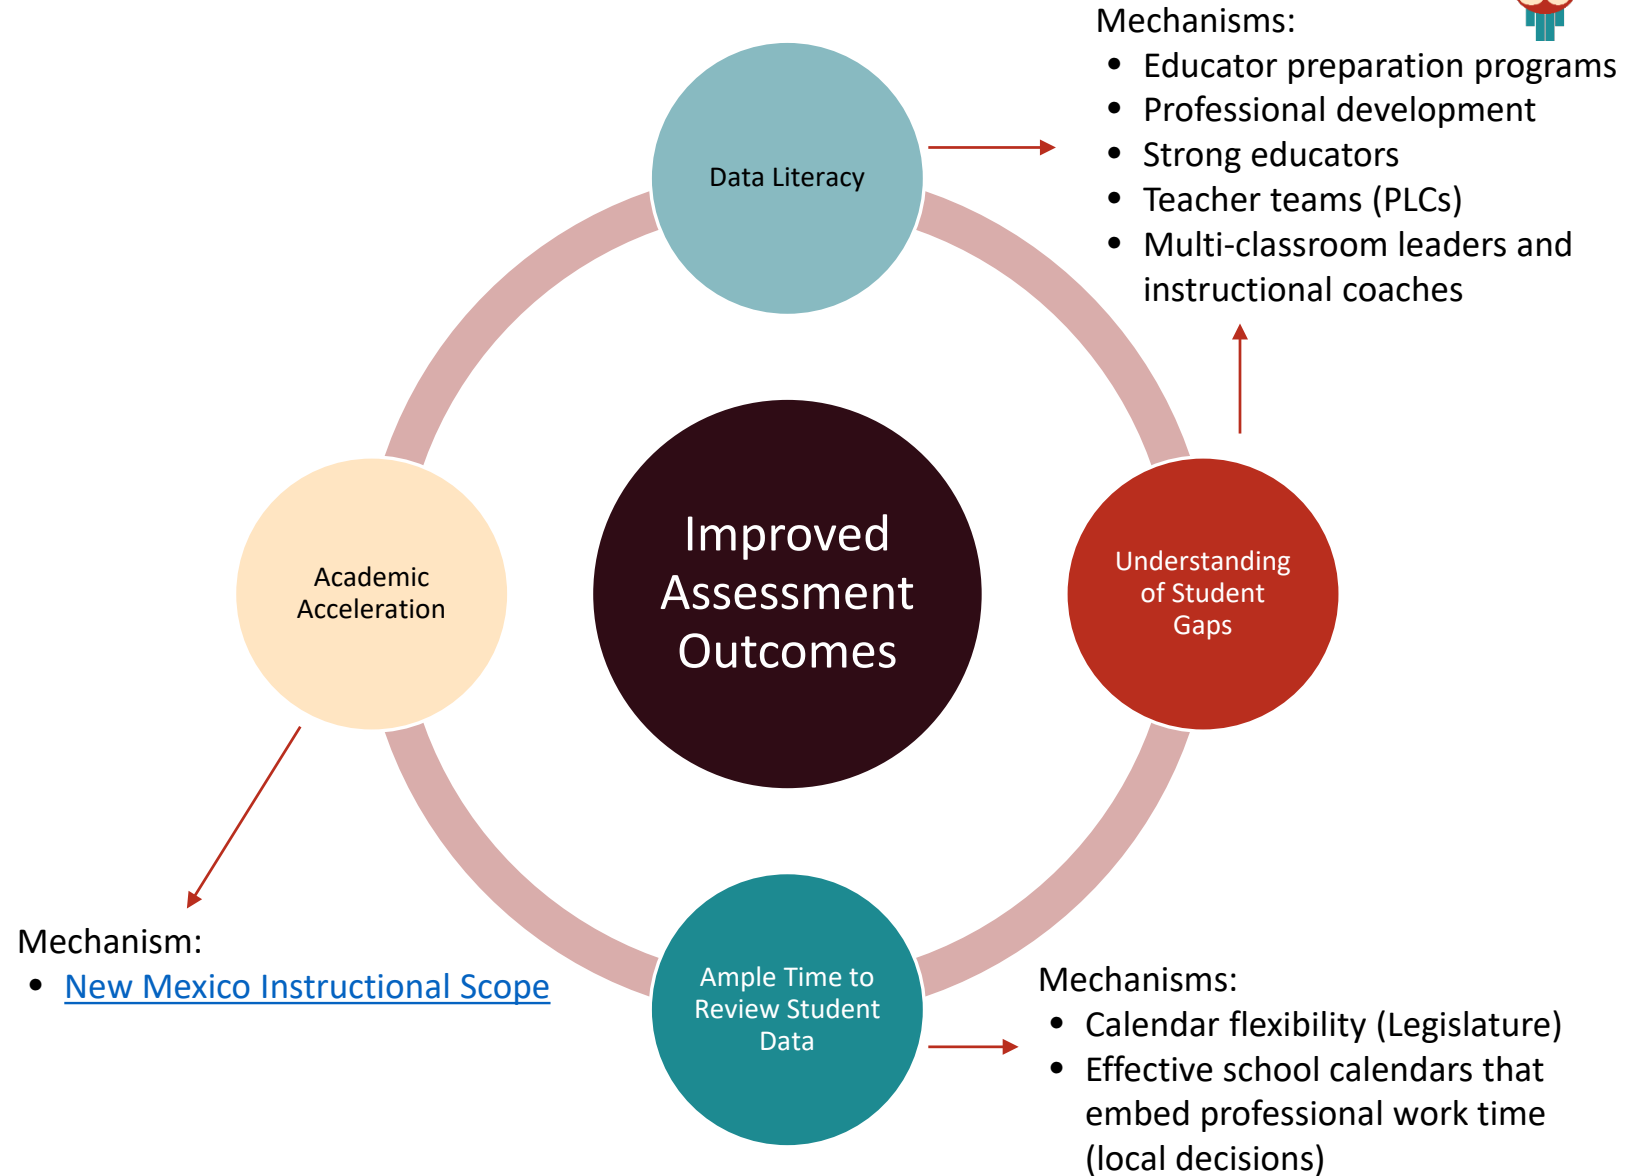 Mechanisms:
• Educator preparation programs
• Professional development
• Strong educators
• Teacher teams (PLCs)
• Multi-classroom leaders and
instructional coaches
Data Literacy
Improved
Assessment
Outcomes
Academic
Acceleration
Understanding
of Student
Gaps
Mechanism:
• New Mexico Instructional Scope
Ample Time to
Review Student
Data
Mechanisms:
• Calendar flexibility (Legislature)
• Effective school calendars that
embed professional work time
(local decisions)